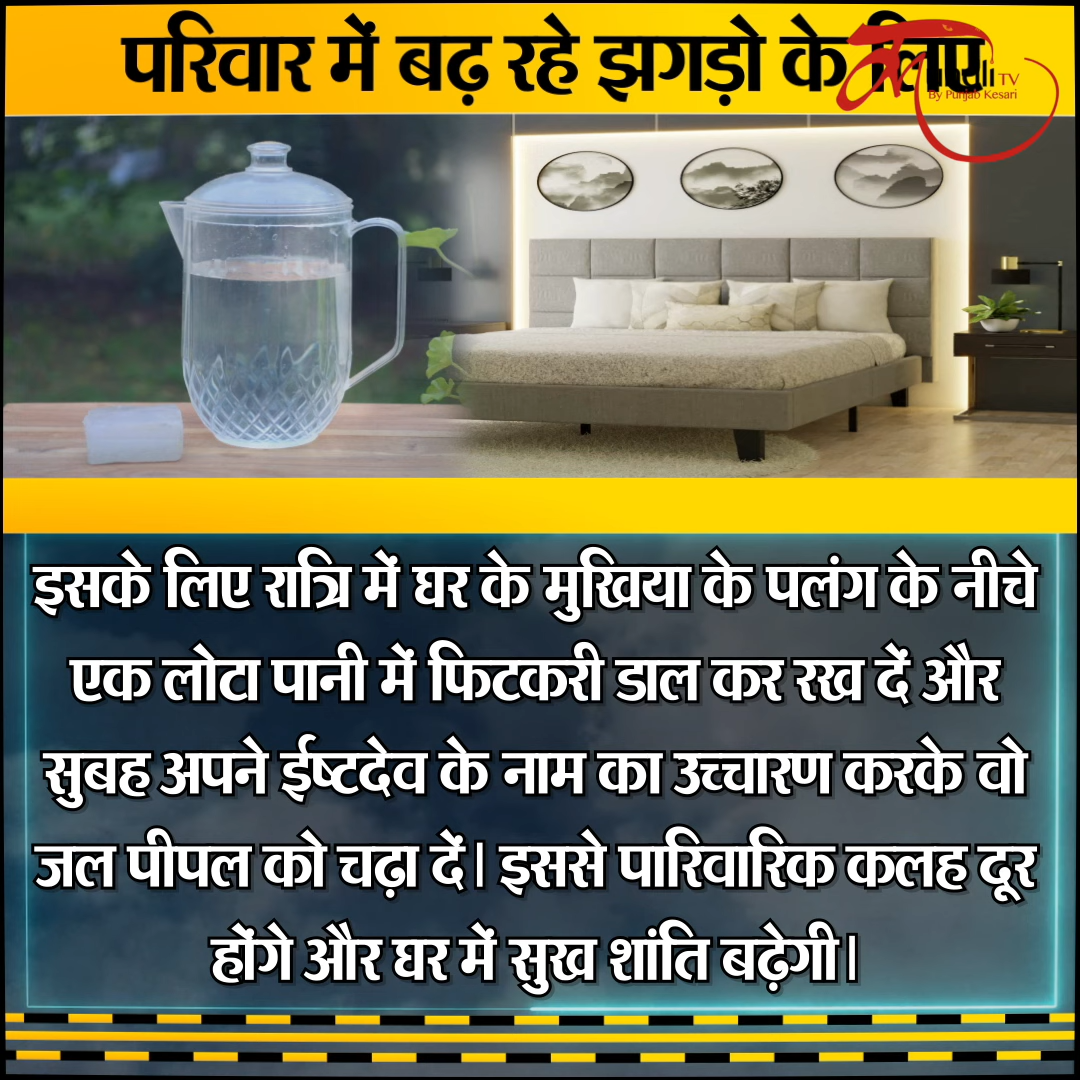 परिवार में बढ़ रहे झगड़ो के लिए
TV
By Punjab Kesari
इसके लिए रात्रि में घर के मुखिया के पलंग के नीचे
एक लोटा पानी में फिटकरी डाल कर रख दें और
सुबह अपने ईष्टदेव के नाम का उच्चारण करके वो
जल पीपल को चढ़ा दें। इससे पारिवारिक कलह दूर
होंगे और घर में सुख शांति बढ़ेगी।